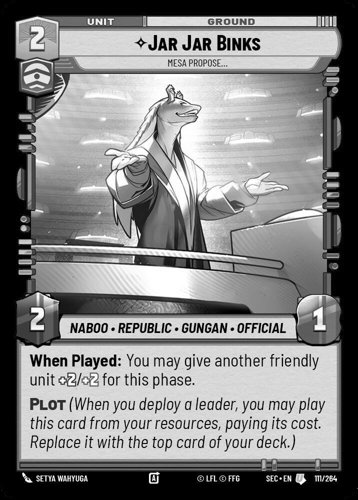 UNIT GROUND
2 ✧JAR JAR BINKS
MESA PROPOSE...
2 NABOO • REPUBLIC • GUNGAN • OFFICIAL 1
When Played: You may give another friendly
unit +2/+2 for this phase.
PLOT (When you deploy a leader, you may play
this card from your resources, paying its cost.
Replace it with the top card of your deck.)
SETYA WAHYUGA © LFL © FFG SEC • EN U 111/264